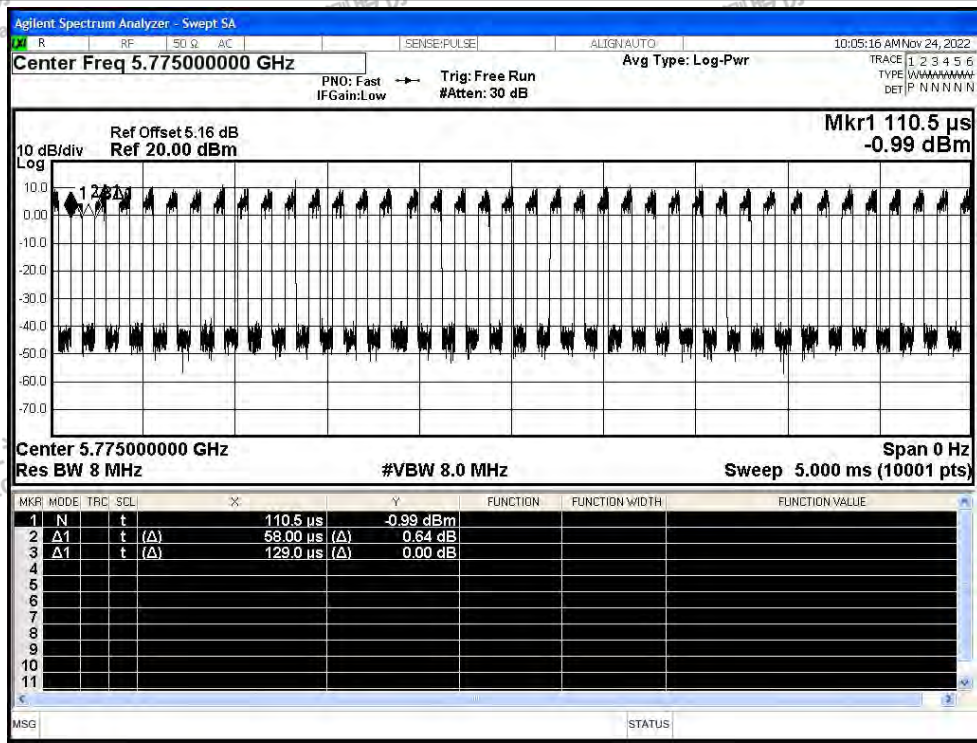 Agilent Spectrum Analyzer - Swept SA
R RF 50 Ω AC SENSE:PULSE ALIGN AUTO 10:05:16 AM Nov 24, 2022
Center Freq 5.775000000 GHz
Avg Type: Log-Pwr
TRACE 1 2 3 4 5 6
PNO: Fast Trig: Free Run
TYPE
IFGain:Low #Atten: 30 dB
DET P N N N N N
Mkr1 110.5 µs
Ref Offset 5.16 dB
10 dB/div Ref 20.00 dBm
-0.99 dBm
Log
10.0
0.00
-10.0
-20.0
-30.0
-40.0
-50.0
-60.0
-70.0
Center 5.775000000 GHz Span 0 Hz
Res BW 8 MHz #VBW 8.0 MHz Sweep 5.000 ms (10001 pts)
MKR MODE TRC SCL X Y FUNCTION FUNCTION WIDTH FUNCTION VALUE
1 N t 110.5 µs -0.99 dBm
2 Δ1 t (Δ) 58.00 µs (Δ) 0.64 dB
3 Δ1 t (Δ) 129.0 µs (Δ) 0.00 dB
4
5
6
7
8
9
10
11
MSG STATUS